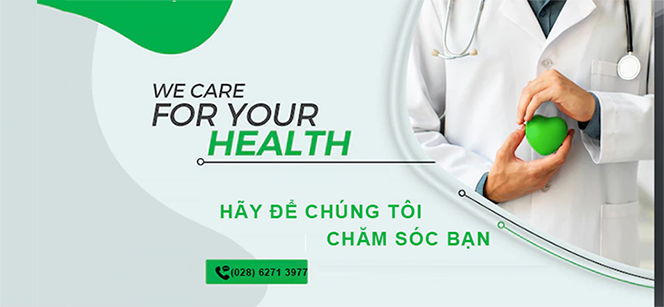 WE CARE
FOR YOUR
HEALTH
HÃY ĐỂ CHÚNG TÔI
CHĂM SÓC BẠN
(028) 6271 3977